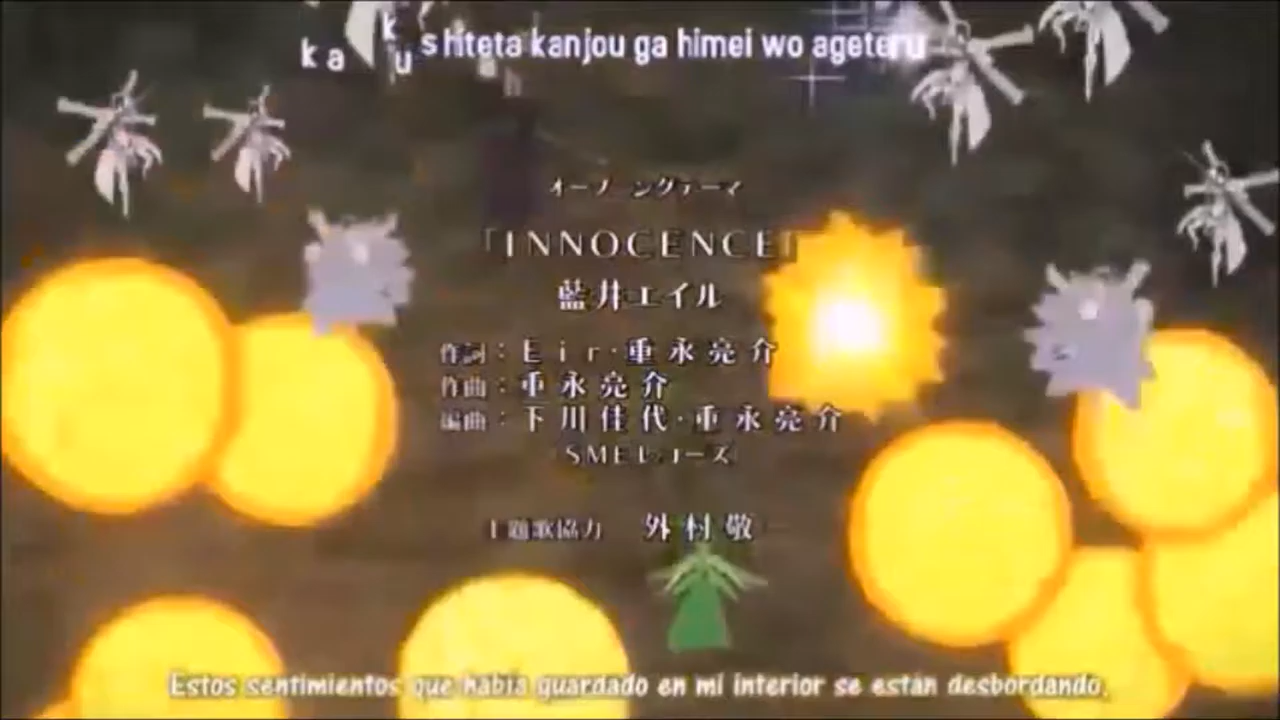 kakushiteta kanjou ga himei wo ageteru
オープニングテーマ
「INNOCENCE」
藍井エイル
作詞：Eir・重永亮介
作曲：重永亮介
編曲：下川佳代・重永亮介
SMEレコーズ
主題歌協力 外村敬一
Estos sentimientos que había guardado en mi interior se están desbordando.